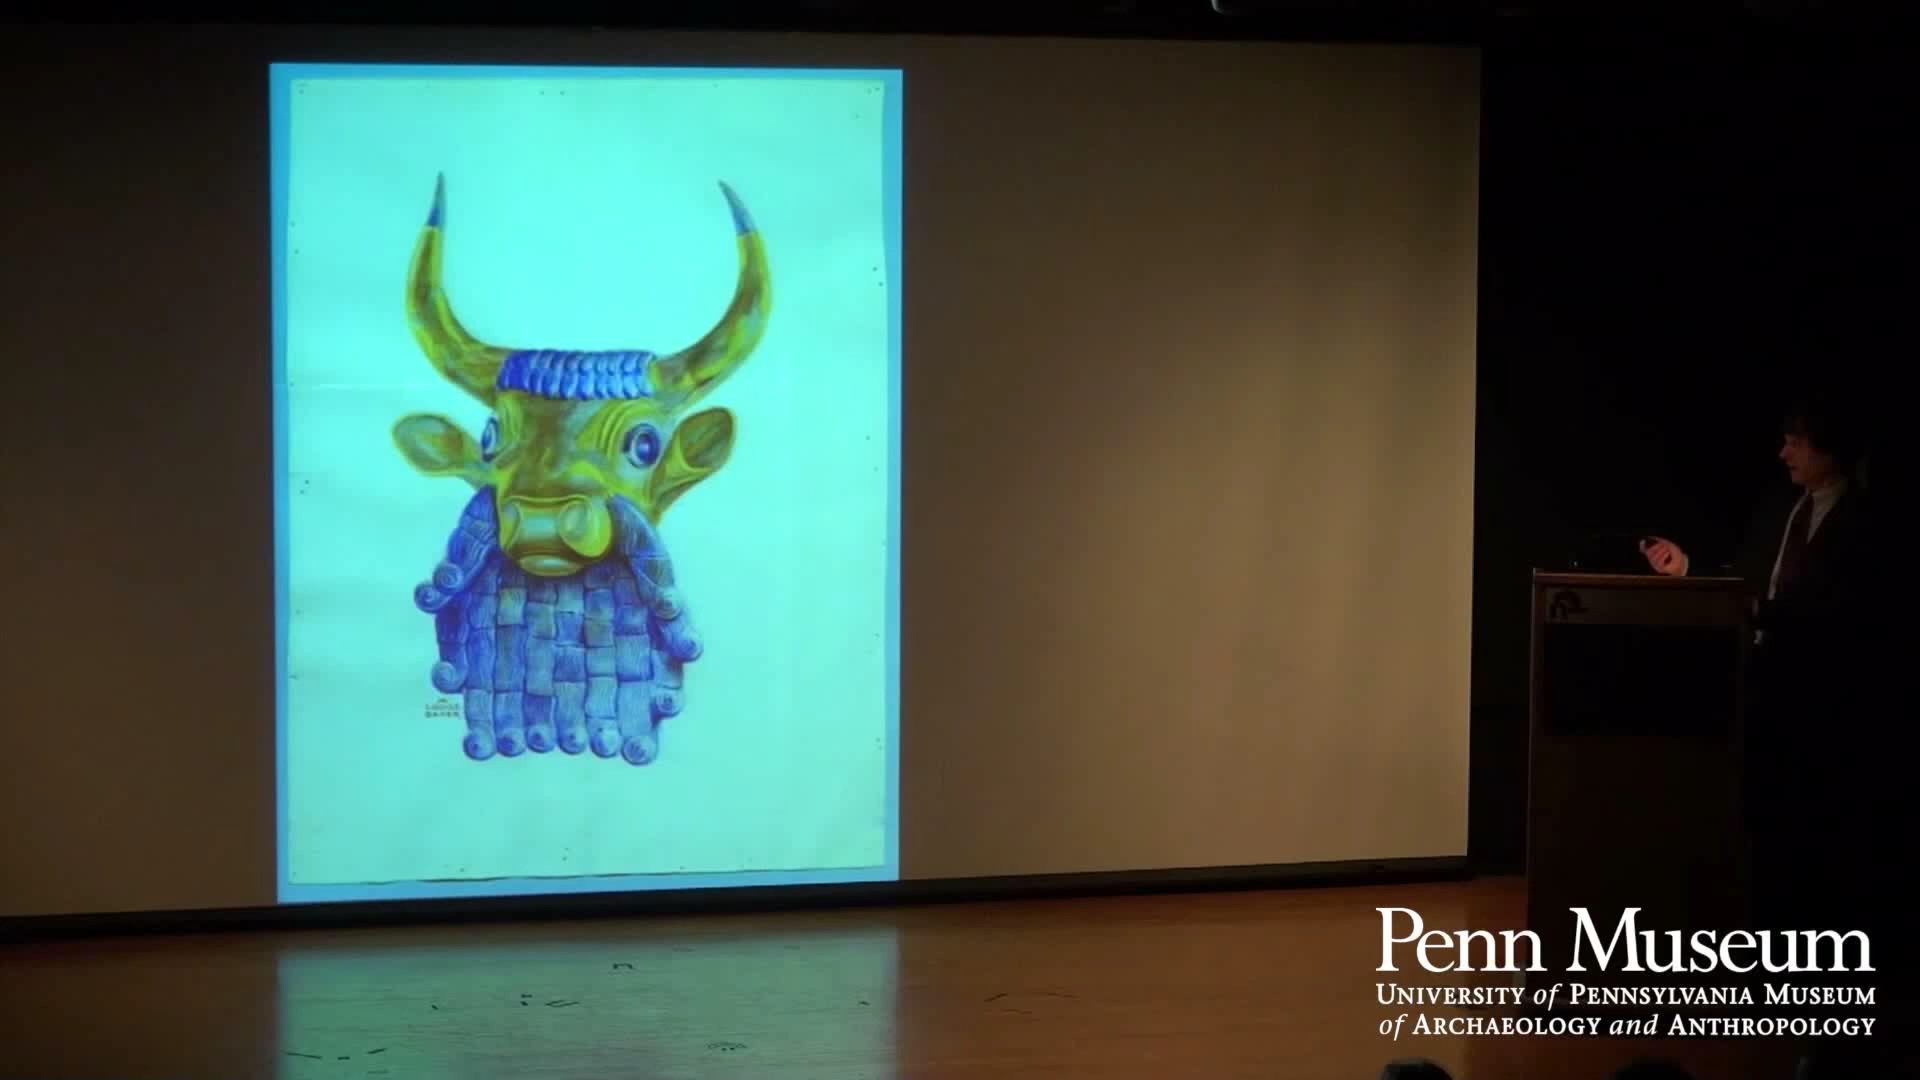 Penn Museum
UNIVERSITY of PENNSYLVANIA MUSEUM
of ARCHAEOLOGY and ANTHROPOLOGY